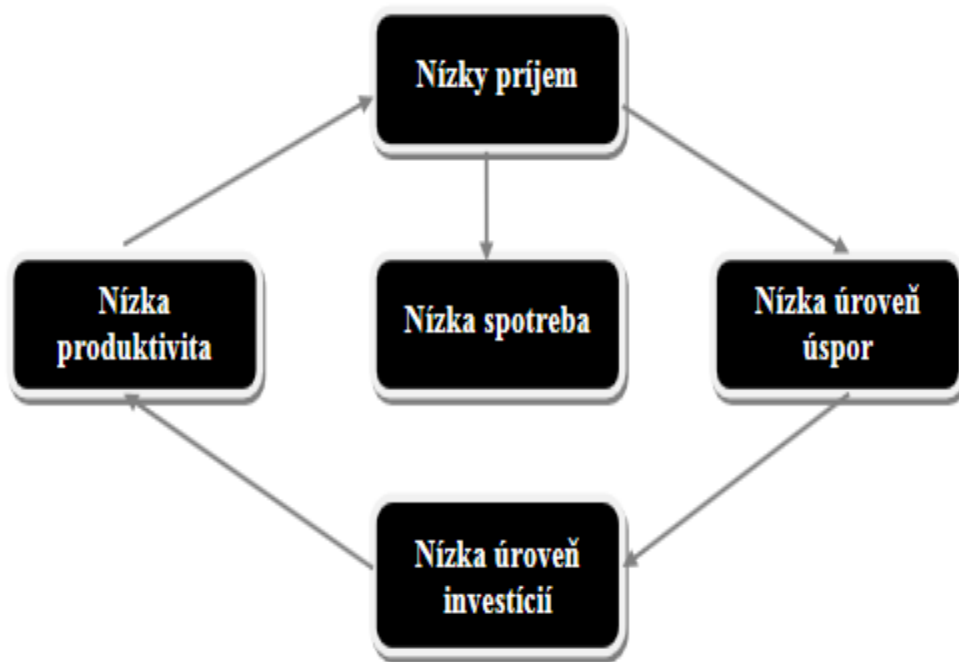 Nízky príjem
Nízka
produktivita
Nízka spotreba
Nízka úroveň
úspor
Nízka úroveň
investícií